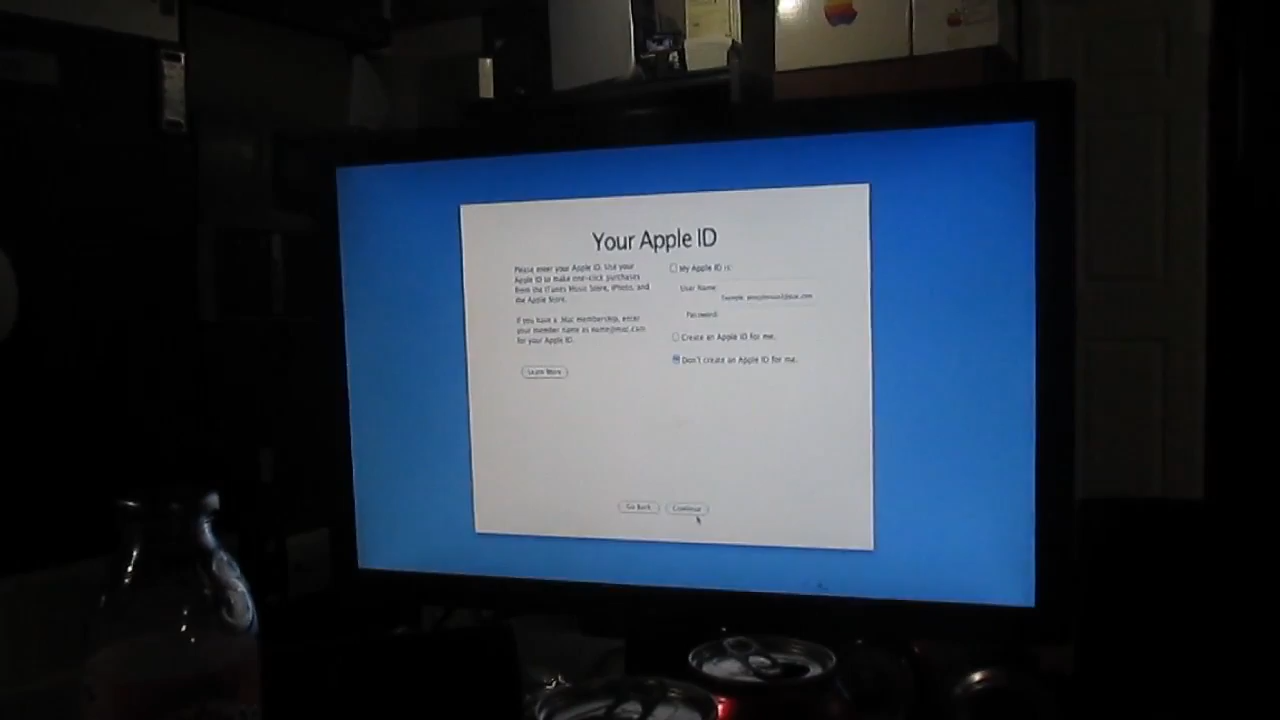 Your Apple ID
Please enter your Apple ID. Use your
Apple ID to make one-click purchases
from the iTunes Music Store, iPhoto, and
the Apple Store.
If you have a .Mac membership, enter
your member name as name@mac.com
for your Apple ID.
Learn More
My Apple ID is:
User Name:
Example:
Password:
Create an Apple ID for me.
Don't create an Apple ID for me.
Go Back
Continue